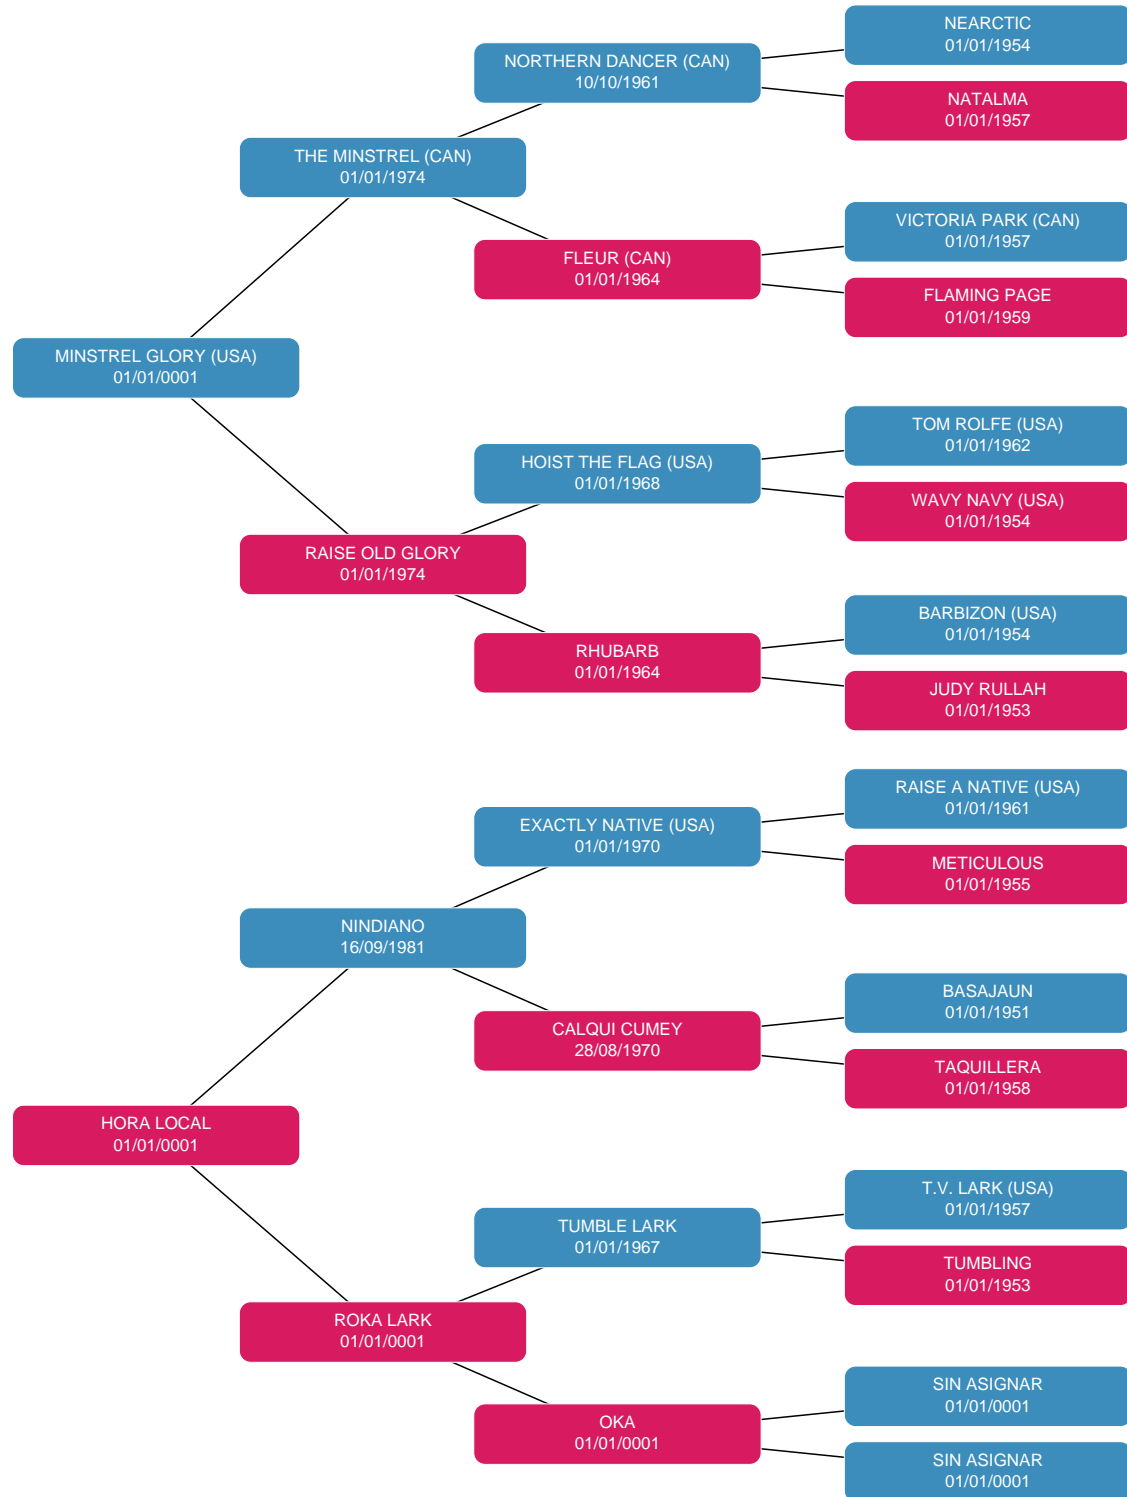 NEARCTIC
01/01/1954
NORTHERN DANCER (CAN)
10/10/1961
NATALMA
01/01/1957
THE MINSTREL (CAN)
01/01/1974
VICTORIA PARK (CAN)
01/01/1957
FLEUR (CAN)
01/01/1964
FLAMING PAGE
01/01/1959
MINSTREL GLORY (USA)
01/01/0001
TOM ROLFE (USA)
01/01/1962
HOIST THE FLAG (USA)
01/01/1968
WAVY NAVY (USA)
01/01/1954
RAISE OLD GLORY
01/01/1974
BARBIZON (USA)
01/01/1954
RHUBARB
01/01/1964
JUDY RULLAH
01/01/1953
RAISE A NATIVE (USA)
01/01/1961
EXACTLY NATIVE (USA)
01/01/1970
METICULOUS
01/01/1955
NINDIANO
16/09/1981
BASAJAUN
01/01/1951
CALQUI CUMEY
28/08/1970
TAQUILLERA
01/01/1958
HORA LOCAL
01/01/0001
T.V. LARK (USA)
01/01/1957
TUMBLE LARK
01/01/1967
TUMBLING
01/01/1953
ROKA LARK
01/01/0001
SIN ASIGNAR
01/01/0001
OKA
01/01/0001
SIN ASIGNAR
01/01/0001